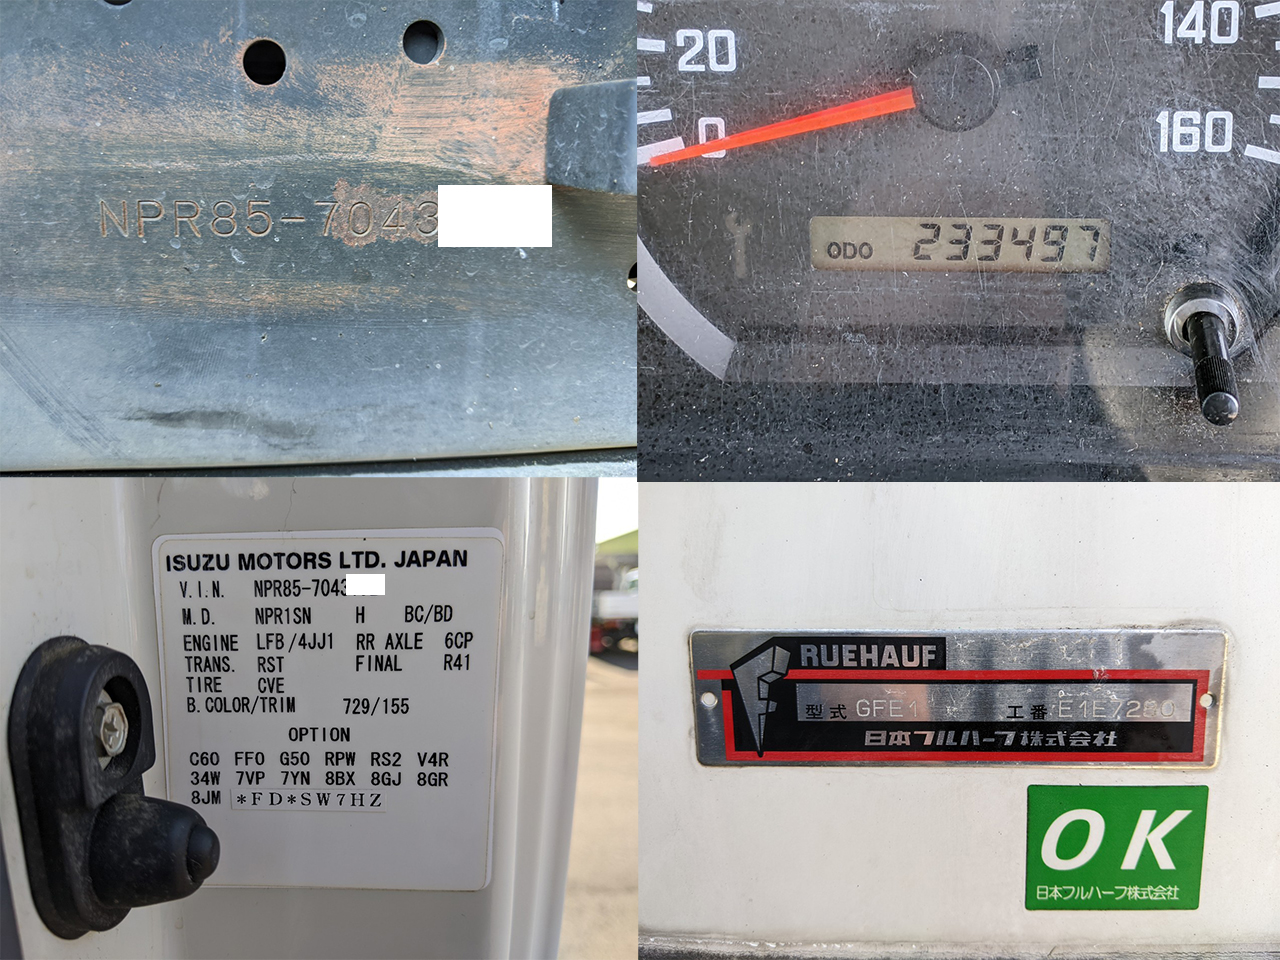 NPR85-7043
20
0
140
160
ODO 233497
ISUZU MOTORS LTD. JAPAN
V.I.N. NPR85-7043
M.D. NPR1SN H BC/BD
ENGINE LFB/4JJ1 RR AXLE 6CP
TRANS. RST FINAL R41
TIRE CVE
B.COLOR/TRIM 729/155
OPTION
C60 FF0 G50 RPW RS2 V4R
34W 7VP 7YN 8BX 8GJ 8GR
8JM *FD*SW7HZ
RUEHAUF
型式 GFE1 工番
日本フルハーフ株式会社
OK
日本フルハーフ株式会社